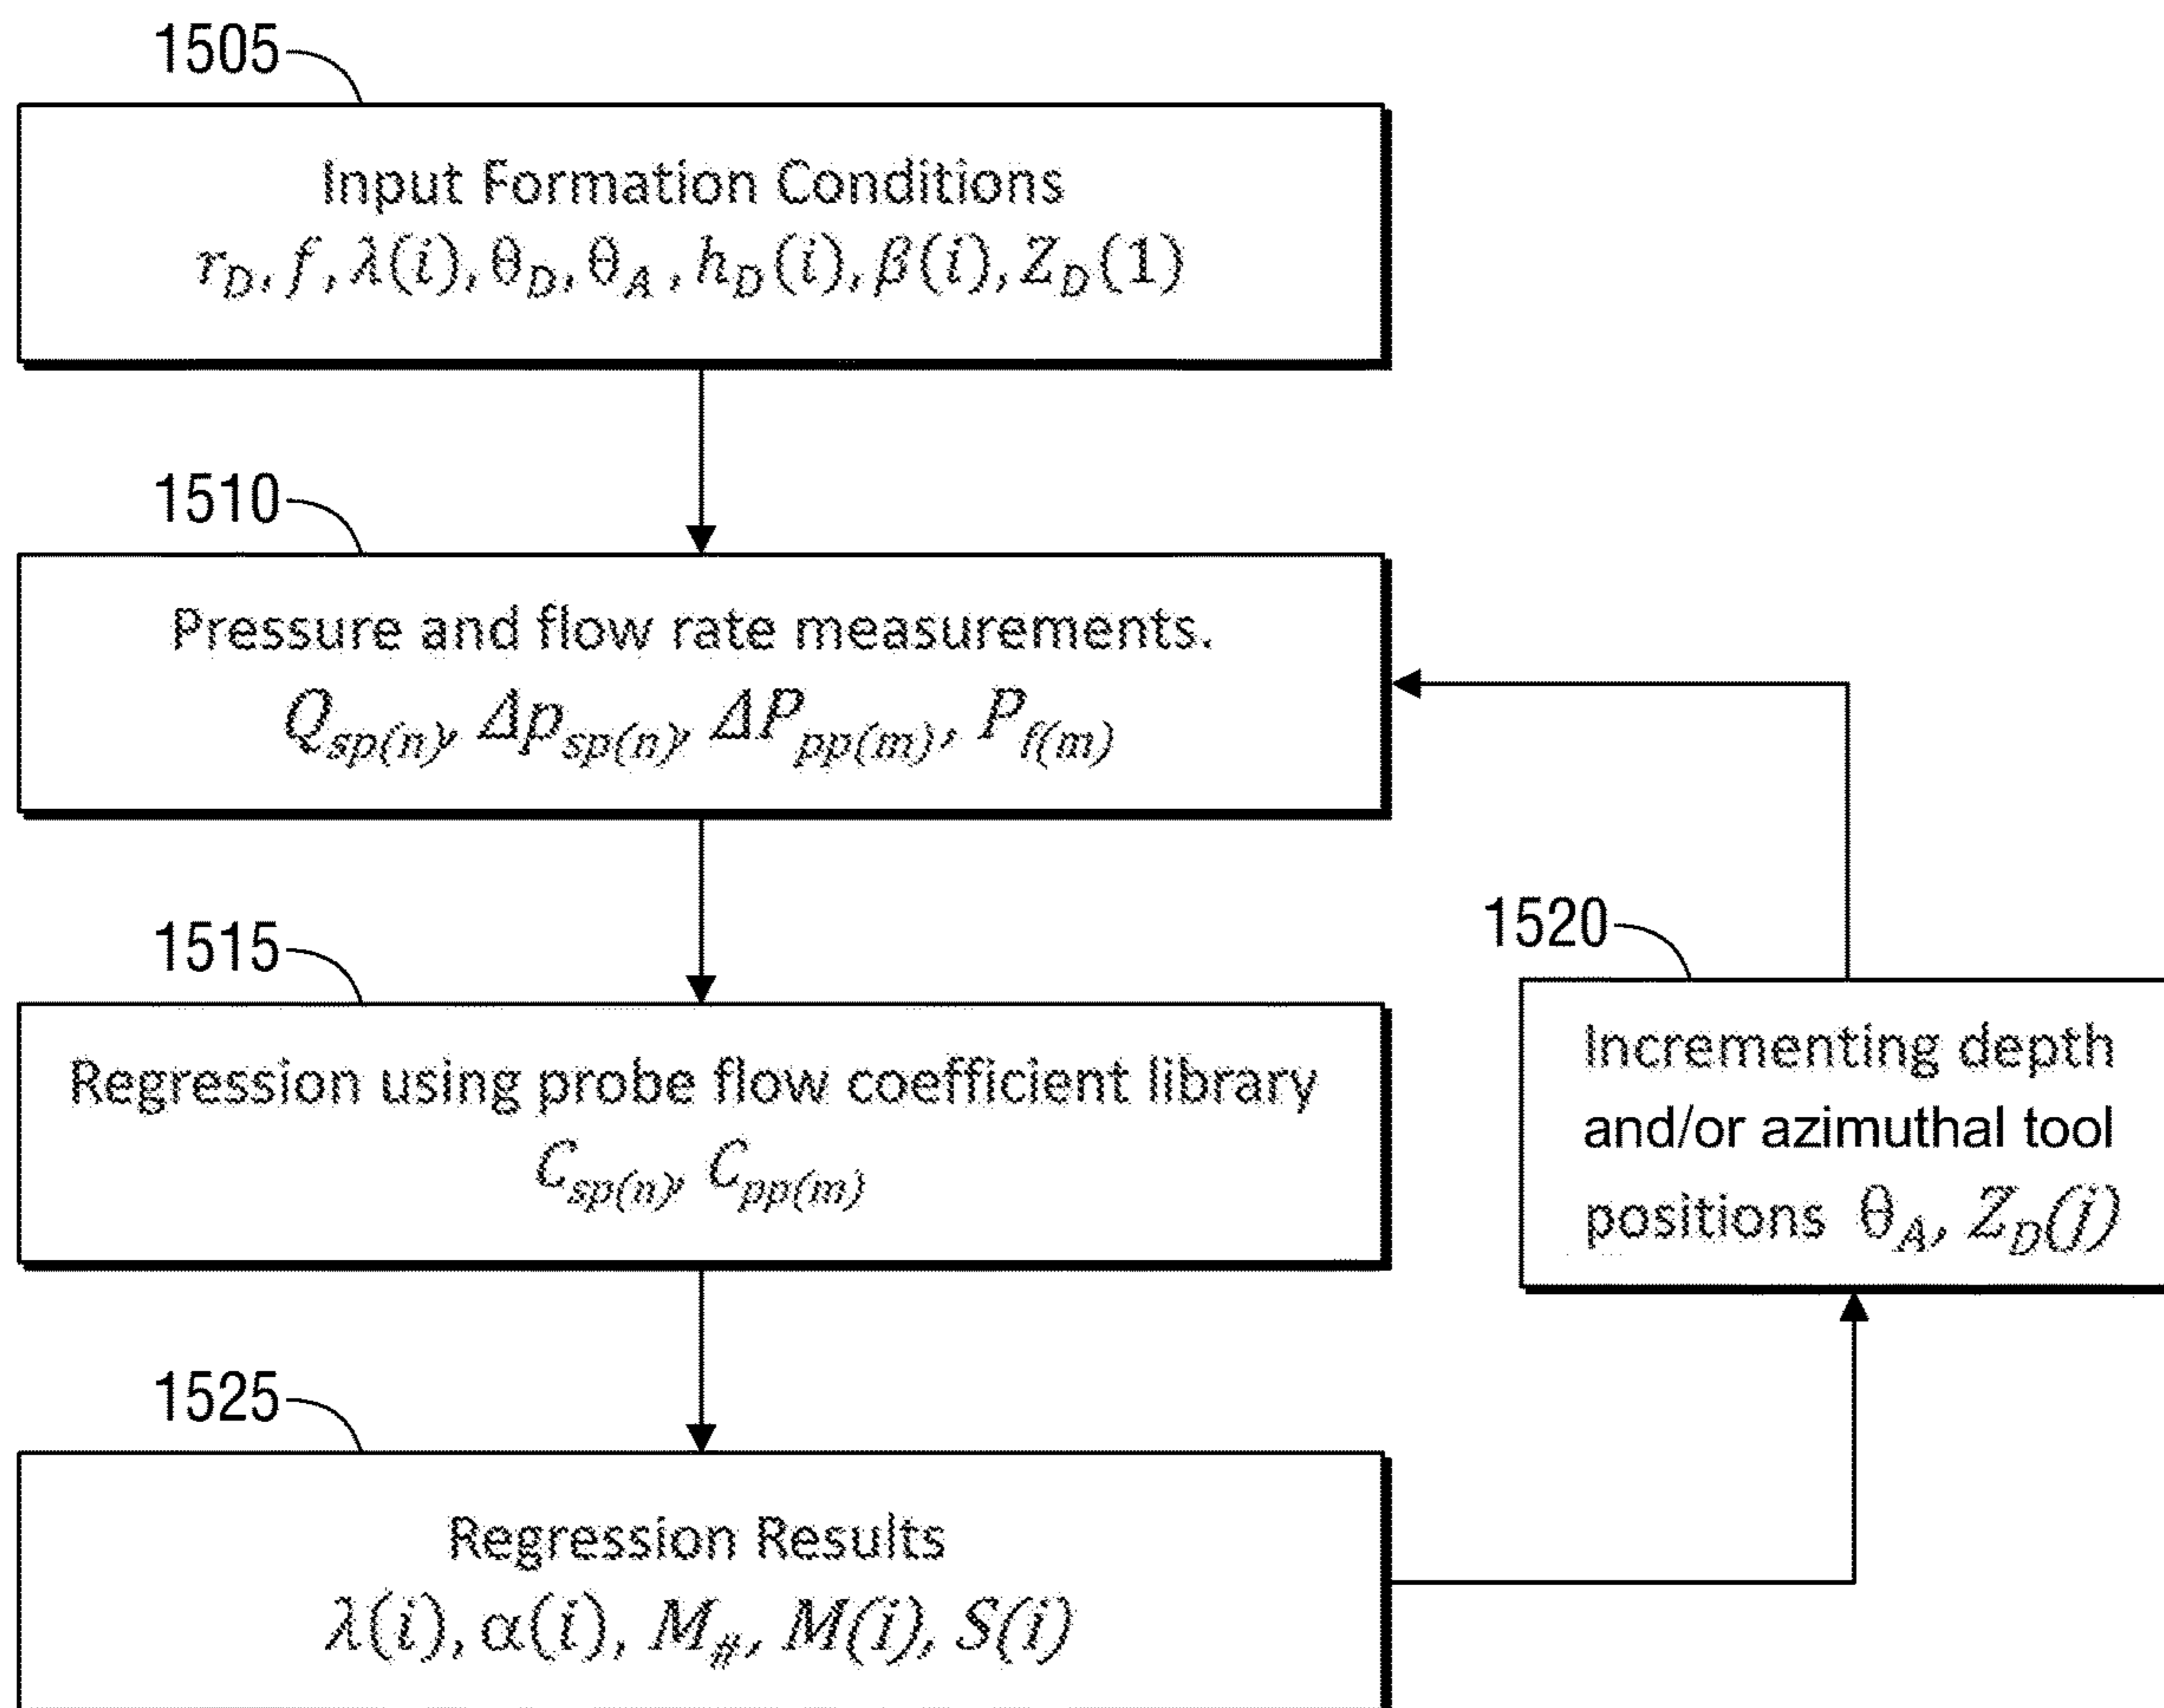 1505
Input Formation Conditions
r_D, f, λ(i), θ_D, θ_A, h_D(i), β(i), Z_D(1)
1510
Pressure and flow rate measurements.
Q_sp(n), Δp_sp(n), ΔP_pp(m), P_f(m)
1515
Regression using probe flow coefficient library
C_sp(n), C_pp(m)
1520
Incrementing depth
and/or azimuthal tool
positions θ_A, Z_D(j)
1525
Regression Results
λ(i), α(i), M_#, M(i), S(i)